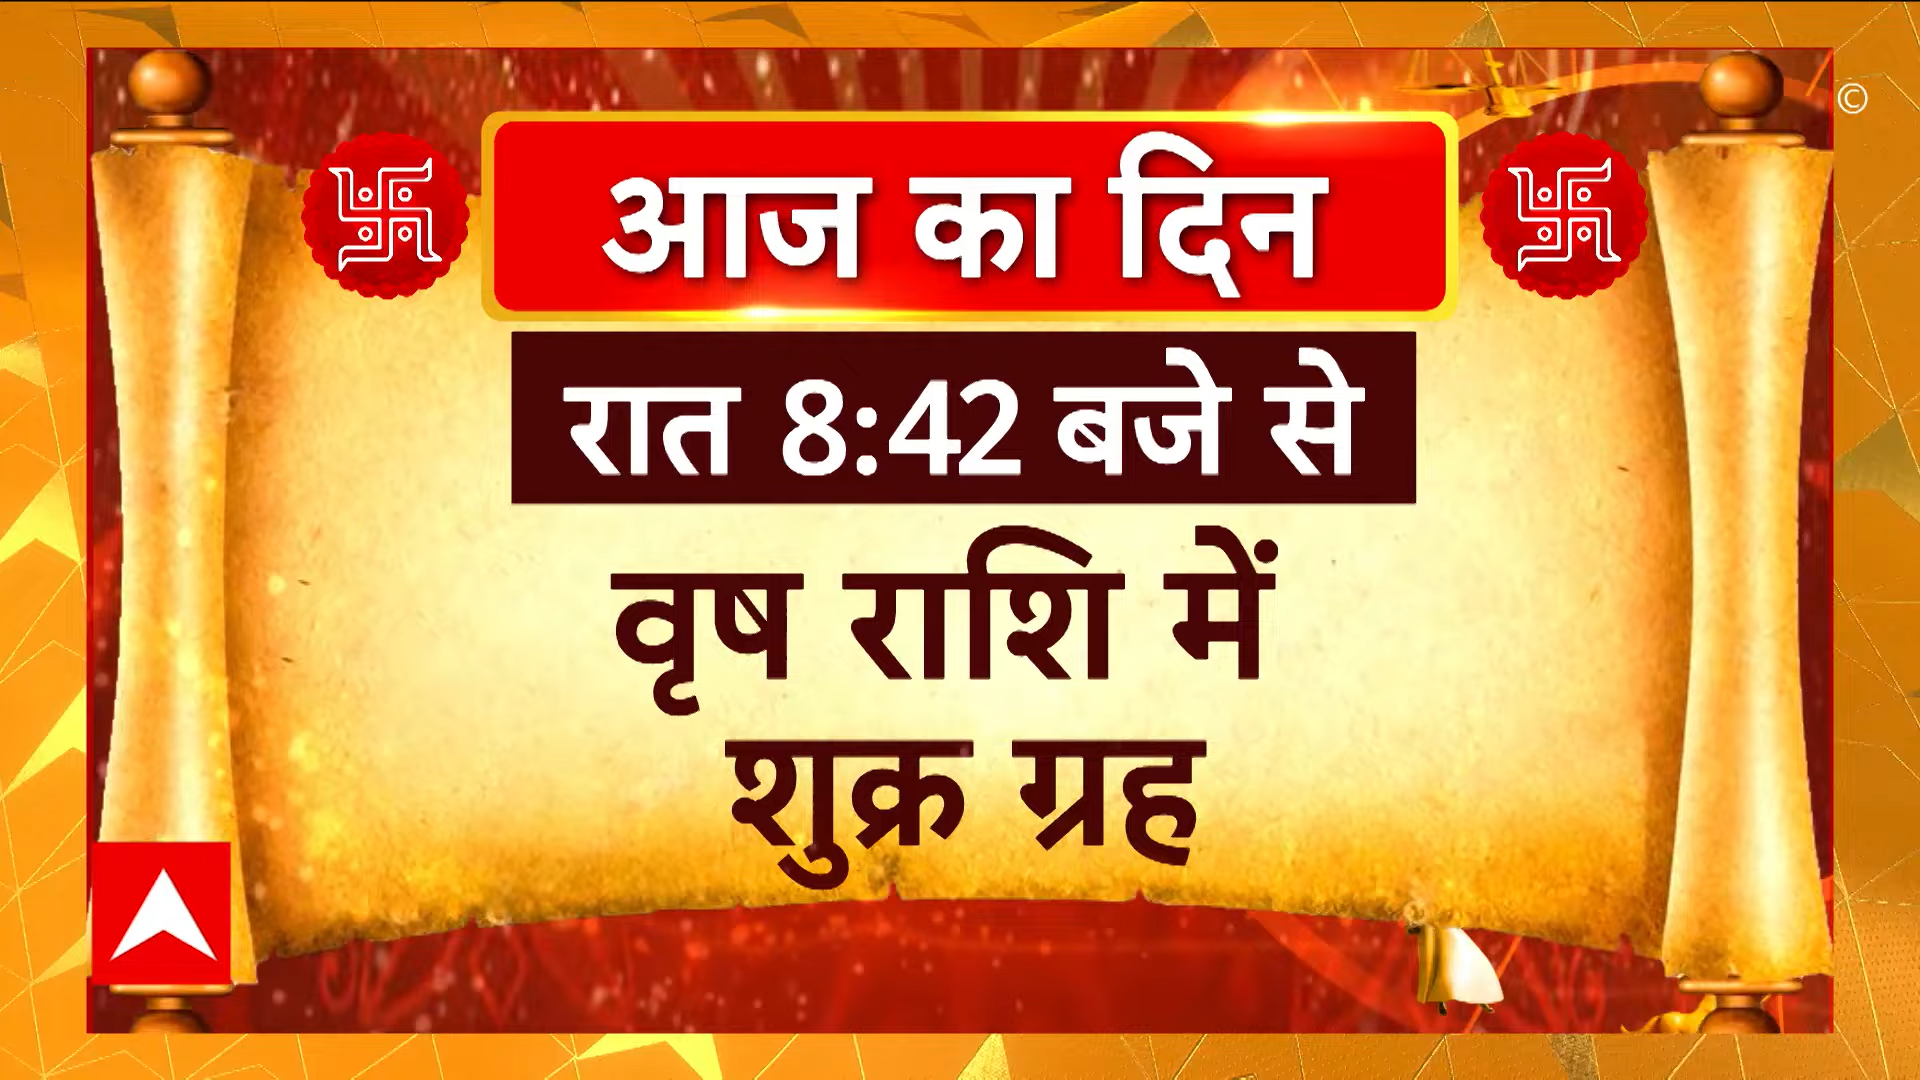 आज का दिन
©
रात 8:42 बजे से
वृष राशि में
शुक्र ग्रह